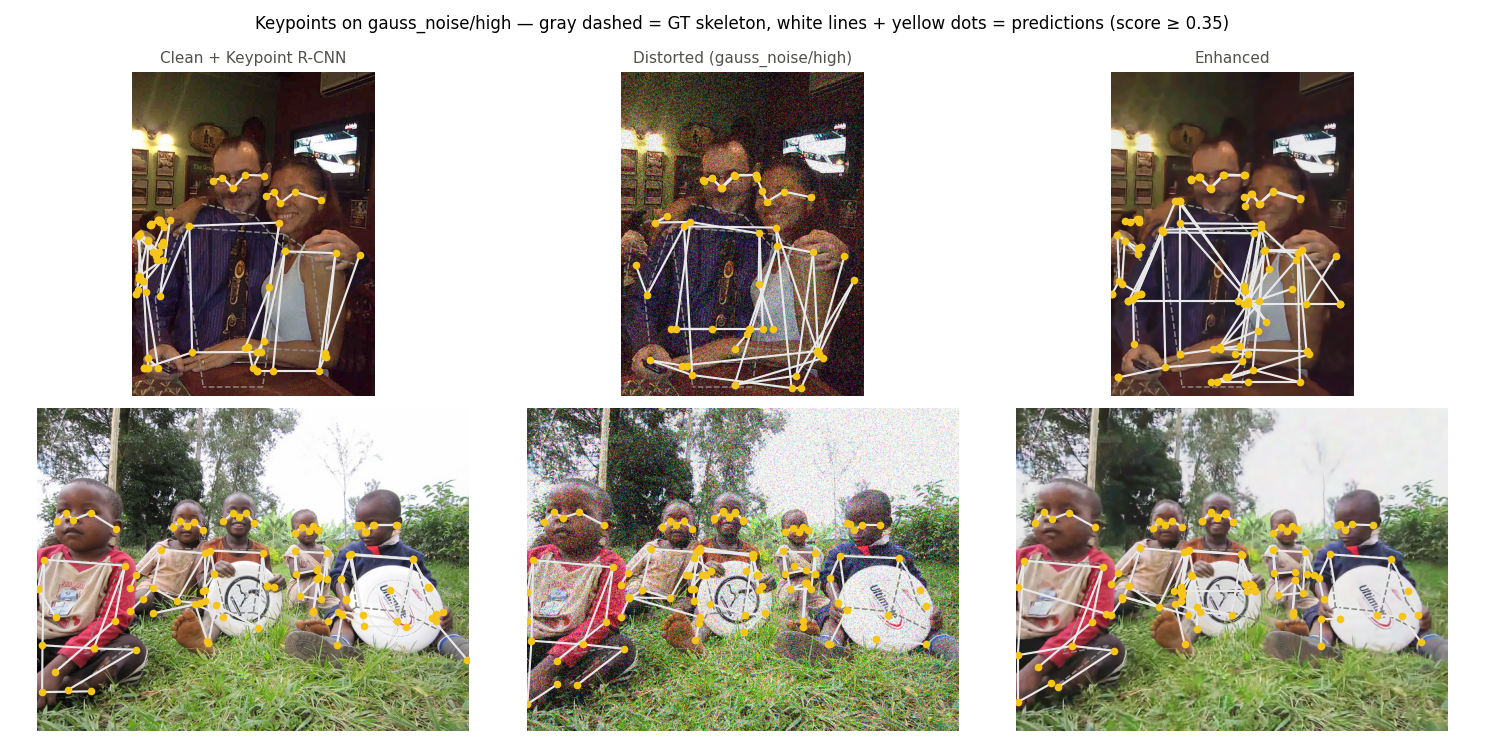 Keypoints on gauss_noise/high — gray dashed = GT skeleton, white lines + yellow dots = predictions (score ≥ 0.35)
Clean + Keypoint R-CNN
Distorted (gauss_noise/high)
Enhanced